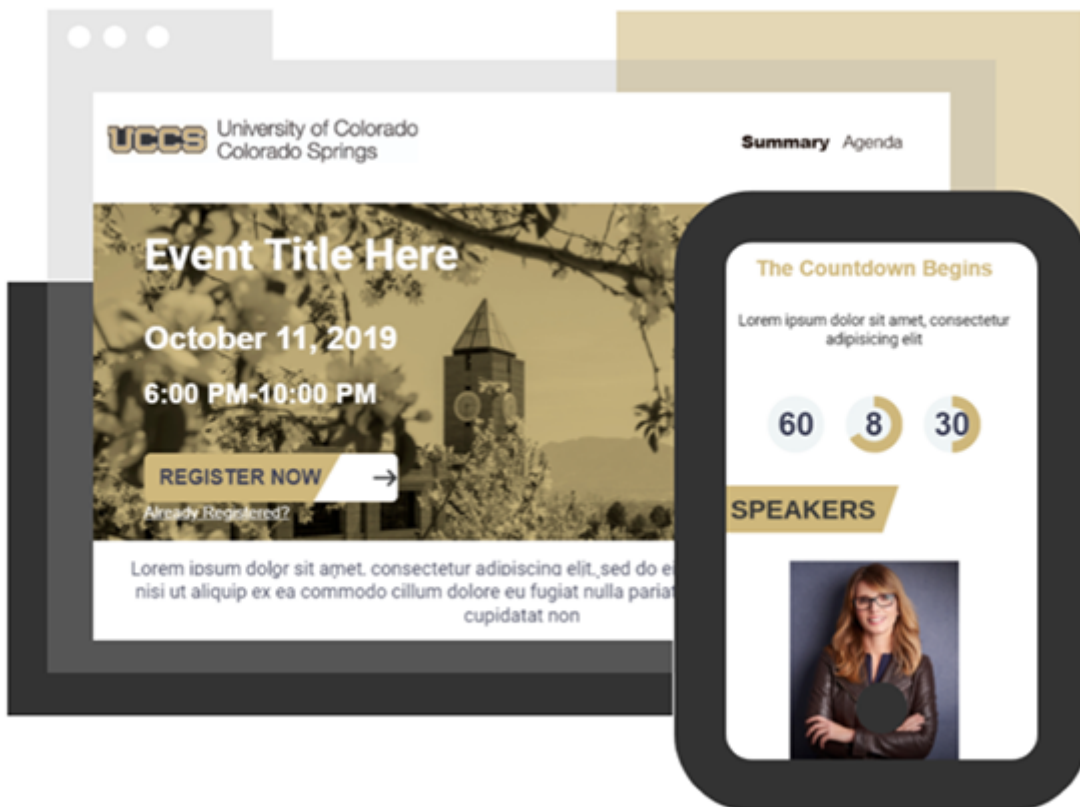 UCCS
University of Colorado
Colorado Springs
Summary Agenda
Event Title Here
October 11, 2019
6:00 PM-10:00 PM
REGISTER NOW
Already Registered?
Lorem ipsum dolor sit amet, consectetur adipiscing elit, sed do
nisi ut aliquip ex ea commodo cillum dolore eu fugiat nulla
cupidatat non
The Countdown Begins
Lorem ipsum dolor sit amet, consectetur
adipisicing elit
60 8 30
SPEAKERS